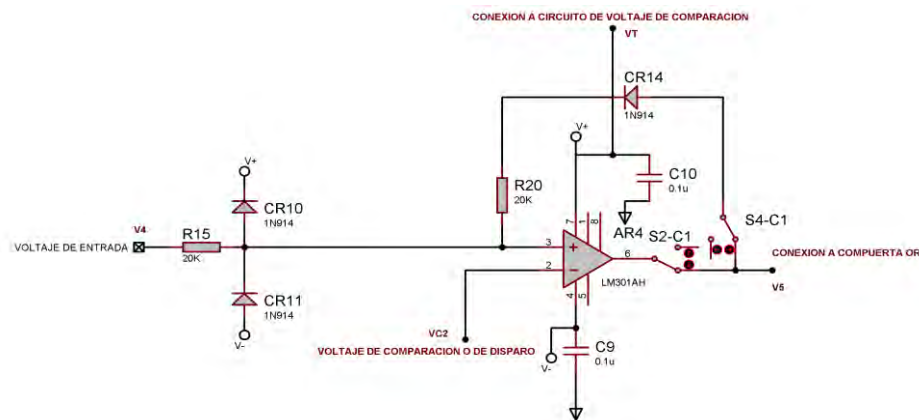 CONEXION A CIRCUITO DE VOLTAJE DE COMPARACION
VT
CR14
1N914
V+
V+
C10
0.1u
R20
20K
CR10
1N914
AR4
S4-C1
V4
R15
S2-C1
VOLTAJE DE ENTRADA
20K
3
2
7
1
8
6
4
5
CONEXION A COMPUERTA OR
LM301AH
V5
CR11
1N914
VC2
V-
VOLTAJE DE COMPARACION O DE DISPARO
V-
C9
0.1u